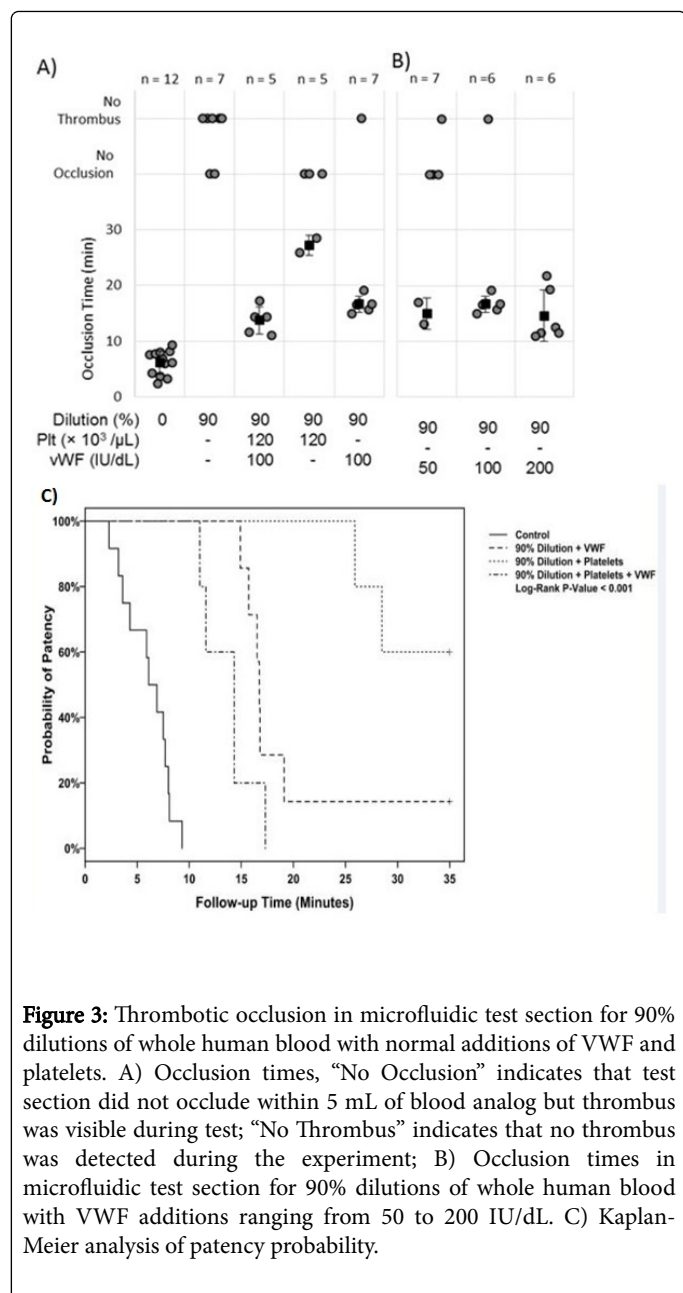 A)
B)
n = 12 n = 7 n = 5 n = 5 n = 7 n = 7 n =6 n = 6
No
Thrombus
No
Occlusion
30
20
10
0
Occlusion Time (min)
Dilution (%) 0 90 90 90 90 90 90 90
Plt (× 10³ /µL) - 120 120 - - - -
vWF (IU/dL) - 100 - 100 50 100 200
C)
100%
80%
60%
40%
20%
0%
Probability of Patency
0 5 10 15 20 25 30 35
Follow-up Time (Minutes)
Control
90% Dilution + VWF
90% Dilution + Platelets
90% Dilution + Platelets + VWF
Log-Rank P-Value < 0.001
Figure 3: Thrombotic occlusion in microfluidic test section for 90%
dilutions of whole human blood with normal additions of VWF and
platelets. A) Occlusion times, “No Occlusion” indicates that test
section did not occlude within 5 mL of blood analog but thrombus
was visible during test; “No Thrombus” indicates that no thrombus
was detected during the experiment; B) Occlusion times in
microfluidic test section for 90% dilutions of whole human blood
with VWF additions ranging from 50 to 200 IU/dL. C) Kaplan-
Meier analysis of patency probability.